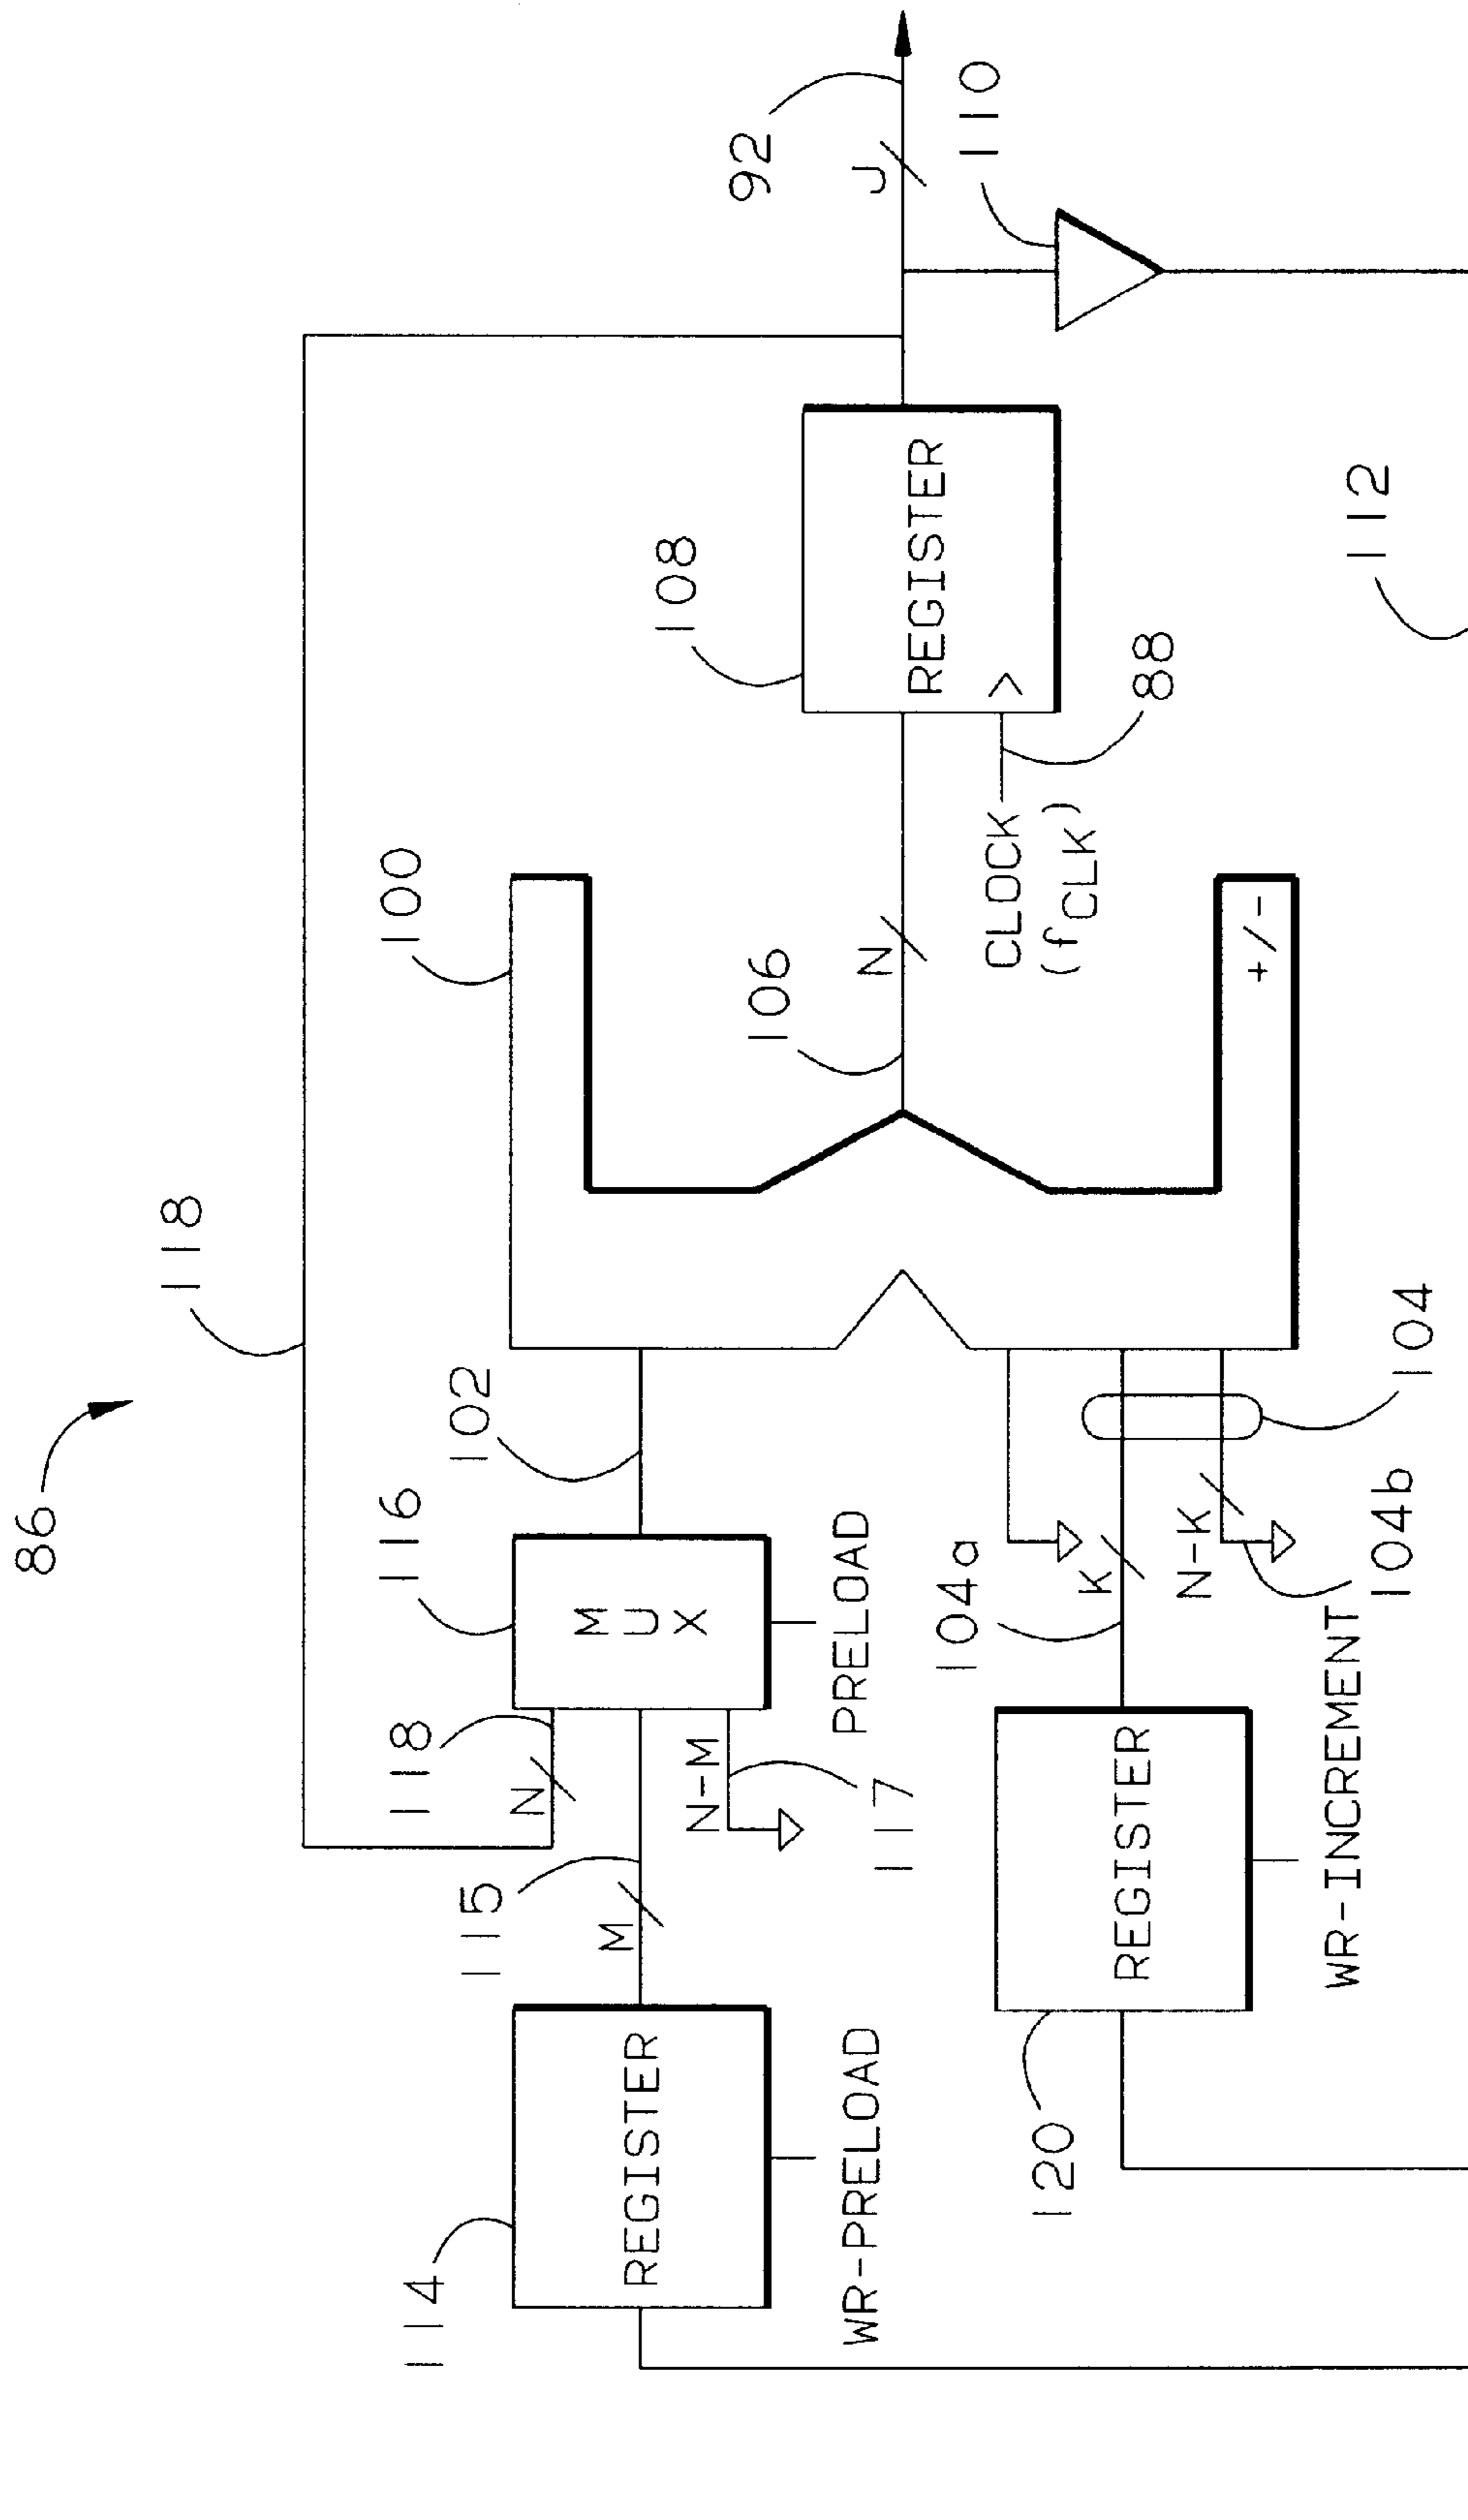 86
118
100
108
92
J
110
106
N
REGISTER
>
CLOCK
(fCLK)
88
112
116
102
118
N
MUX
PRELOAD
115
M
N-M
117
114
REGISTER
WR-PRELOAD
+/-
104a
K
N-K
104
104b
120
REGISTER
WR-INCREMENT